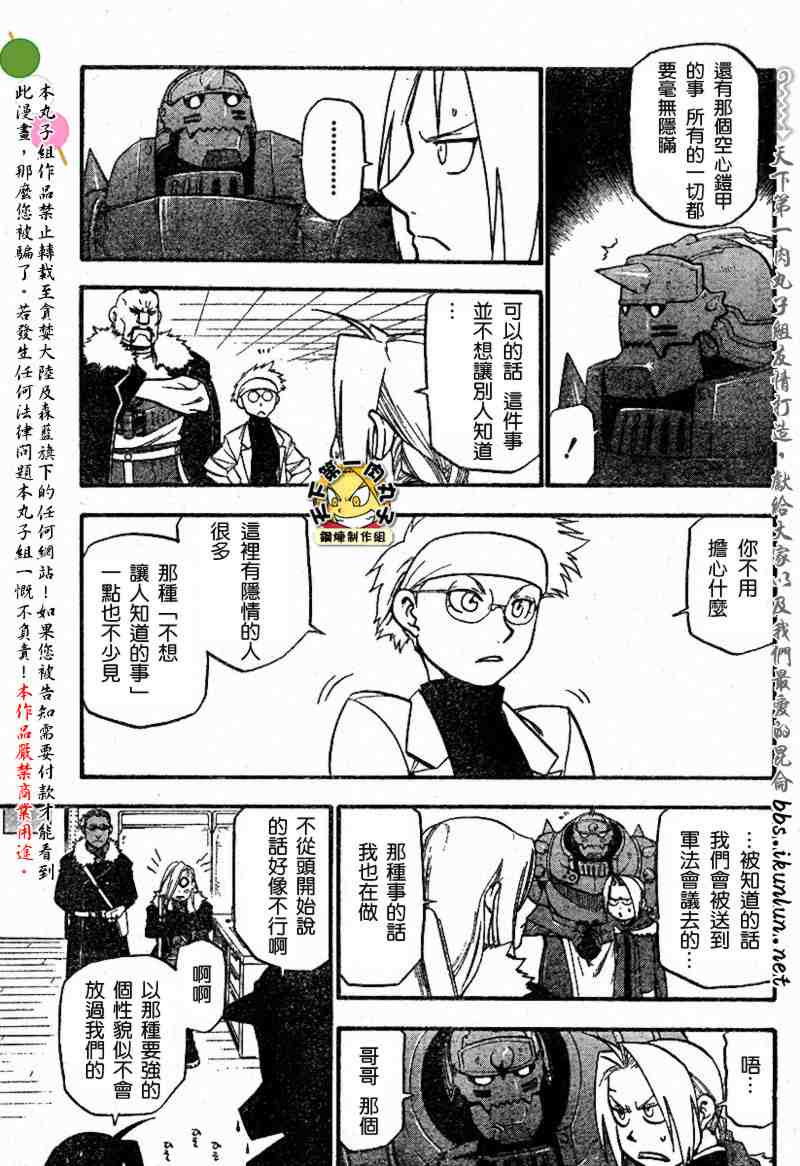 還有那個空心鎧甲
的事 所有的一切都
要毫無隱瞞
！
………
可以的話 這件事
並不想讓別人知道
…
你不用
擔心什麼
這裡有隱情的人
很多
那種「不想
讓人知道的事」
一點也不少見
…被知道的話
我們會被送到
軍法會議去的…
那種事的話
我也在做
不從頭開始說
的話好像不行啊
啊啊
以那種要強的
個性貌似不會
放過我們的
唔…
哥哥 那個
天下第一肉丸子
鋼煉制作組
天下第一肉丸子組友情打造，獻給大家以及我們最愛的昆侖 bbs.ikunlun.net
本丸子組作品禁止轉載至貪婪大陸及森藍旗下的任何網站！如果您被告知需要付款才能看到
此漫畫，那麼您被騙了。若發生任何法律問題本丸子組一慨不負責！本作品嚴禁商業用途。